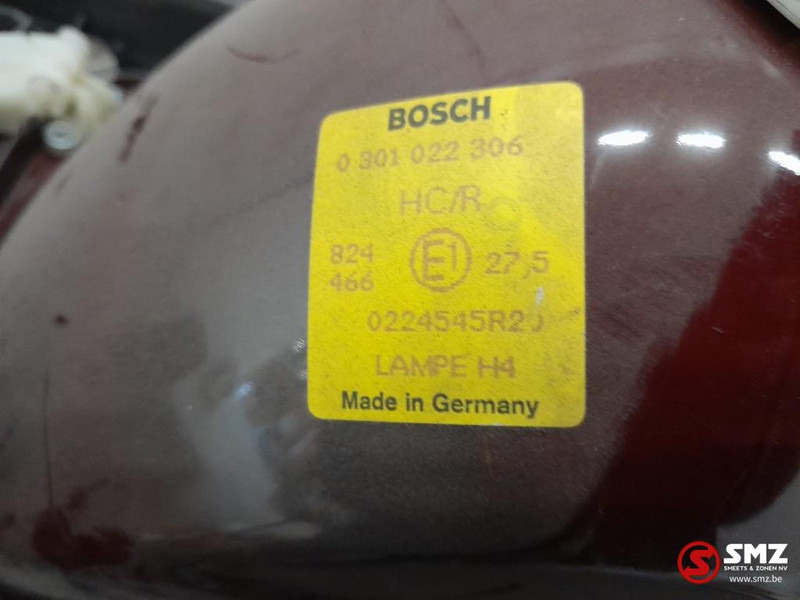 BOSCH
0 301 022 306
HC/R
824 E1 27,5
466
0224545R20
LAMPE H4
Made in Germany
S SMZ
SMEETS & ZONEN NV
www.smz.be